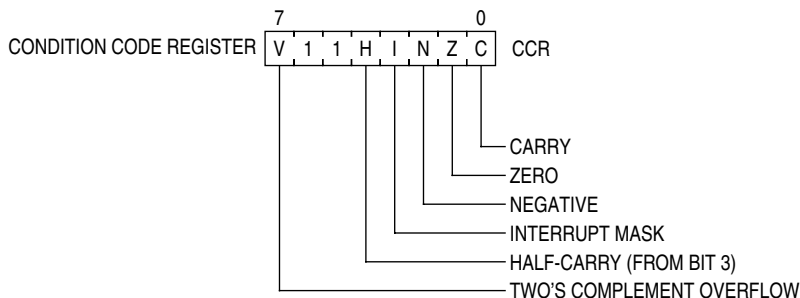 7 0
CONDITION CODE REGISTER V 1 1 H I N Z C CCR
CARRY
ZERO
NEGATIVE
INTERRUPT MASK
HALF-CARRY (FROM BIT 3)
TWO'S COMPLEMENT OVERFLOW